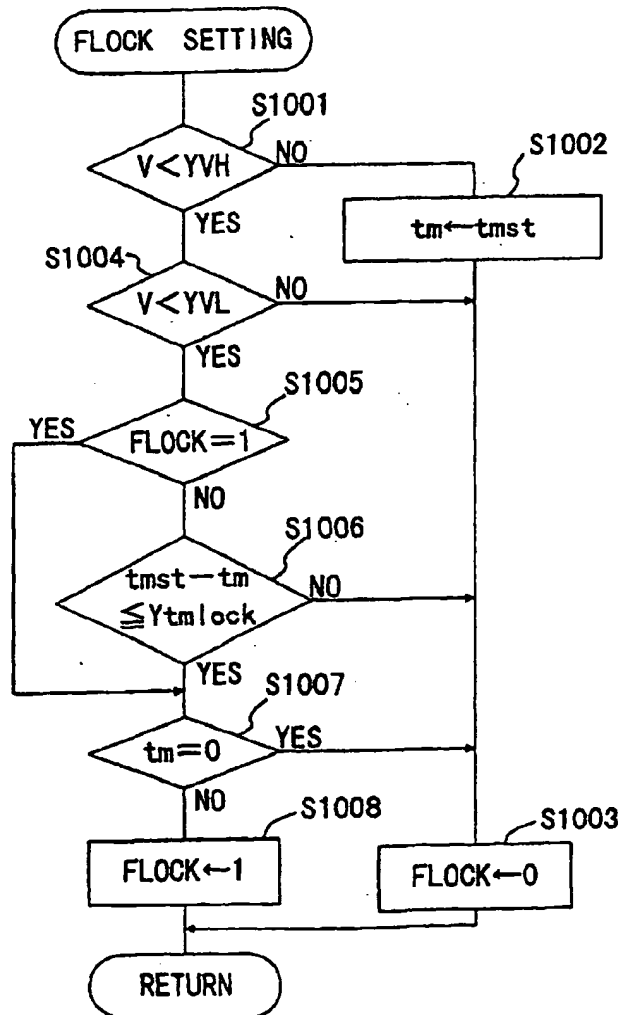 FLOCK SETTING
S1001
V<YVH
NO
YES
S1002
tm←tmst
S1004
V<YVL
NO
YES
S1005
YES
FLOCK=1
NO
S1006
tmst-tm
≦Ytmlock
NO
YES
S1007
tm=0
YES
NO
S1008
FLOCK←1
S1003
FLOCK←0
RETURN